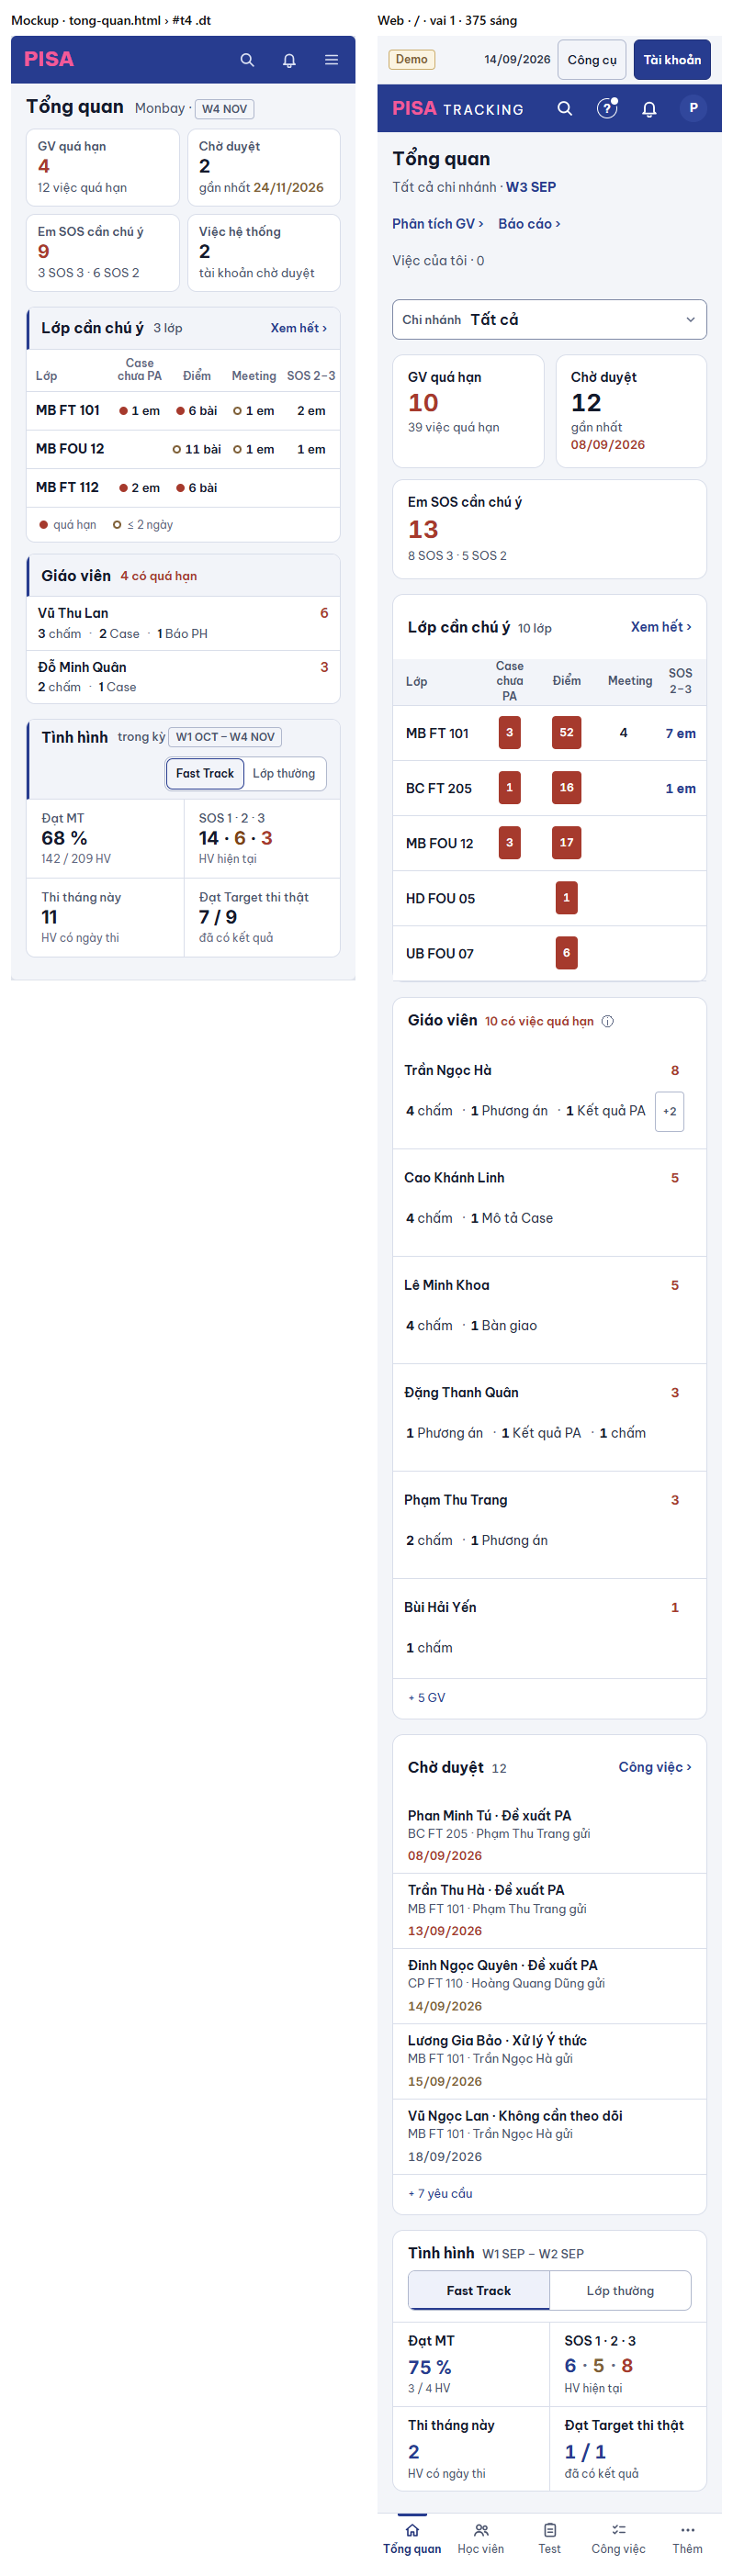 Mockup · tong-quan.html › #t4 .dt
PISA
Tổng quan Monbay · W4 NOV
GV quá hạn
4
12 việc quá hạn
Chờ duyệt
2
gần nhất 24/11/2026
Em SOS cần chú ý
9
3 SOS 3 · 6 SOS 2
Việc hệ thống
2
tài khoản chờ duyệt
Lớp cần chú ý 3 lớp Xem hết ›
Lớp Case chưa PA Điểm Meeting SOS 2–3
MB FT 101 1 em 6 bài 1 em 2 em
MB FOU 12 11 bài 1 em 1 em
MB FT 112 2 em 6 bài
quá hạn ≤ 2 ngày
Giáo viên 4 có quá hạn
Vũ Thu Lan 6
3 chấm · 2 Case · 1 Báo PH
Đỗ Minh Quân 3
2 chấm · 1 Case
Tình hình trong kỳ W1 OCT – W4 NOV
Fast Track Lớp thường
Đạt MT
68 %
142 / 209 HV
SOS 1 · 2 · 3
14 · 6 · 3
HV hiện tại
Thi tháng này
11
HV có ngày thi
Đạt Target thi thật
7 / 9
đã có kết quả
Web · / · vai 1 · 375 sáng
Demo 14/09/2026 Công cụ Tài khoản
PISA TRACKING ? P
Tổng quan
Tất cả chi nhánh · W3 SEP
Phân tích GV › Báo cáo ›
Việc của tôi · 0
Chi nhánh Tất cả
GV quá hạn
10
39 việc quá hạn
Chờ duyệt
12
gần nhất
08/09/2026
Em SOS cần chú ý
13
8 SOS 3 · 5 SOS 2
Lớp cần chú ý 10 lớp Xem hết ›
Lớp Case chưa PA Điểm Meeting SOS 2–3
MB FT 101 3 52 4 7 em
BC FT 205 1 16 1 em
MB FOU 12 3 17
HD FOU 05 1
UB FOU 07 6
Giáo viên 10 có việc quá hạn
Trần Ngọc Hà 8
4 chấm · 1 Phương án · 1 Kết quả PA +2
Cao Khánh Linh 5
4 chấm · 1 Mô tả Case
Lê Minh Khoa 5
4 chấm · 1 Bàn giao
Đặng Thanh Quân 3
1 Phương án · 1 Kết quả PA · 1 chấm
Phạm Thu Trang 3
2 chấm · 1 Phương án
Bùi Hải Yến 1
1 chấm
+ 5 GV
Chờ duyệt 12 Công việc ›
Phan Minh Tú · Đề xuất PA
BC FT 205 · Phạm Thu Trang gửi
08/09/2026
Trần Thu Hà · Đề xuất PA
MB FT 101 · Phạm Thu Trang gửi
13/09/2026
Đinh Ngọc Quyên · Đề xuất PA
CP FT 110 · Hoàng Quang Dũng gửi
14/09/2026
Lương Gia Bảo · Xử lý Ý thức
MB FT 101 · Trần Ngọc Hà gửi
15/09/2026
Vũ Ngọc Lan · Không cần theo dõi
MB FT 101 · Trần Ngọc Hà gửi
18/09/2026
+ 7 yêu cầu
Tình hình W1 SEP – W2 SEP
Fast Track Lớp thường
Đạt MT
75 %
3 / 4 HV
SOS 1 · 2 · 3
6 · 5 · 8
HV hiện tại
Thi tháng này
2
HV có ngày thi
Đạt Target thi thật
1 / 1
đã có kết quả
Tổng quan Học viên Test Công việc Thêm